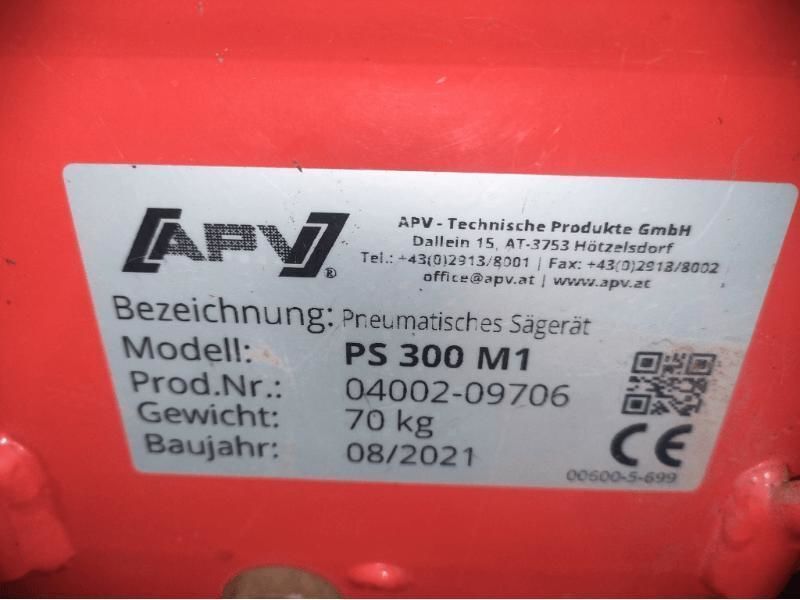 [APV]®
APV - Technische Produkte GmbH
Dallein 15, AT-3753 Hötzelsdorf
Tel.: +43(0)2913/8001 | Fax: +43(0)2913/8002
office@apv.at | www.apv.at
Bezeichnung: Pneumatisches Sägerät
Modell: PS 300 M1
Prod.Nr.: 04002-09706
Gewicht: 70 kg
Baujahr: 08/2021
CE
00600-5-699